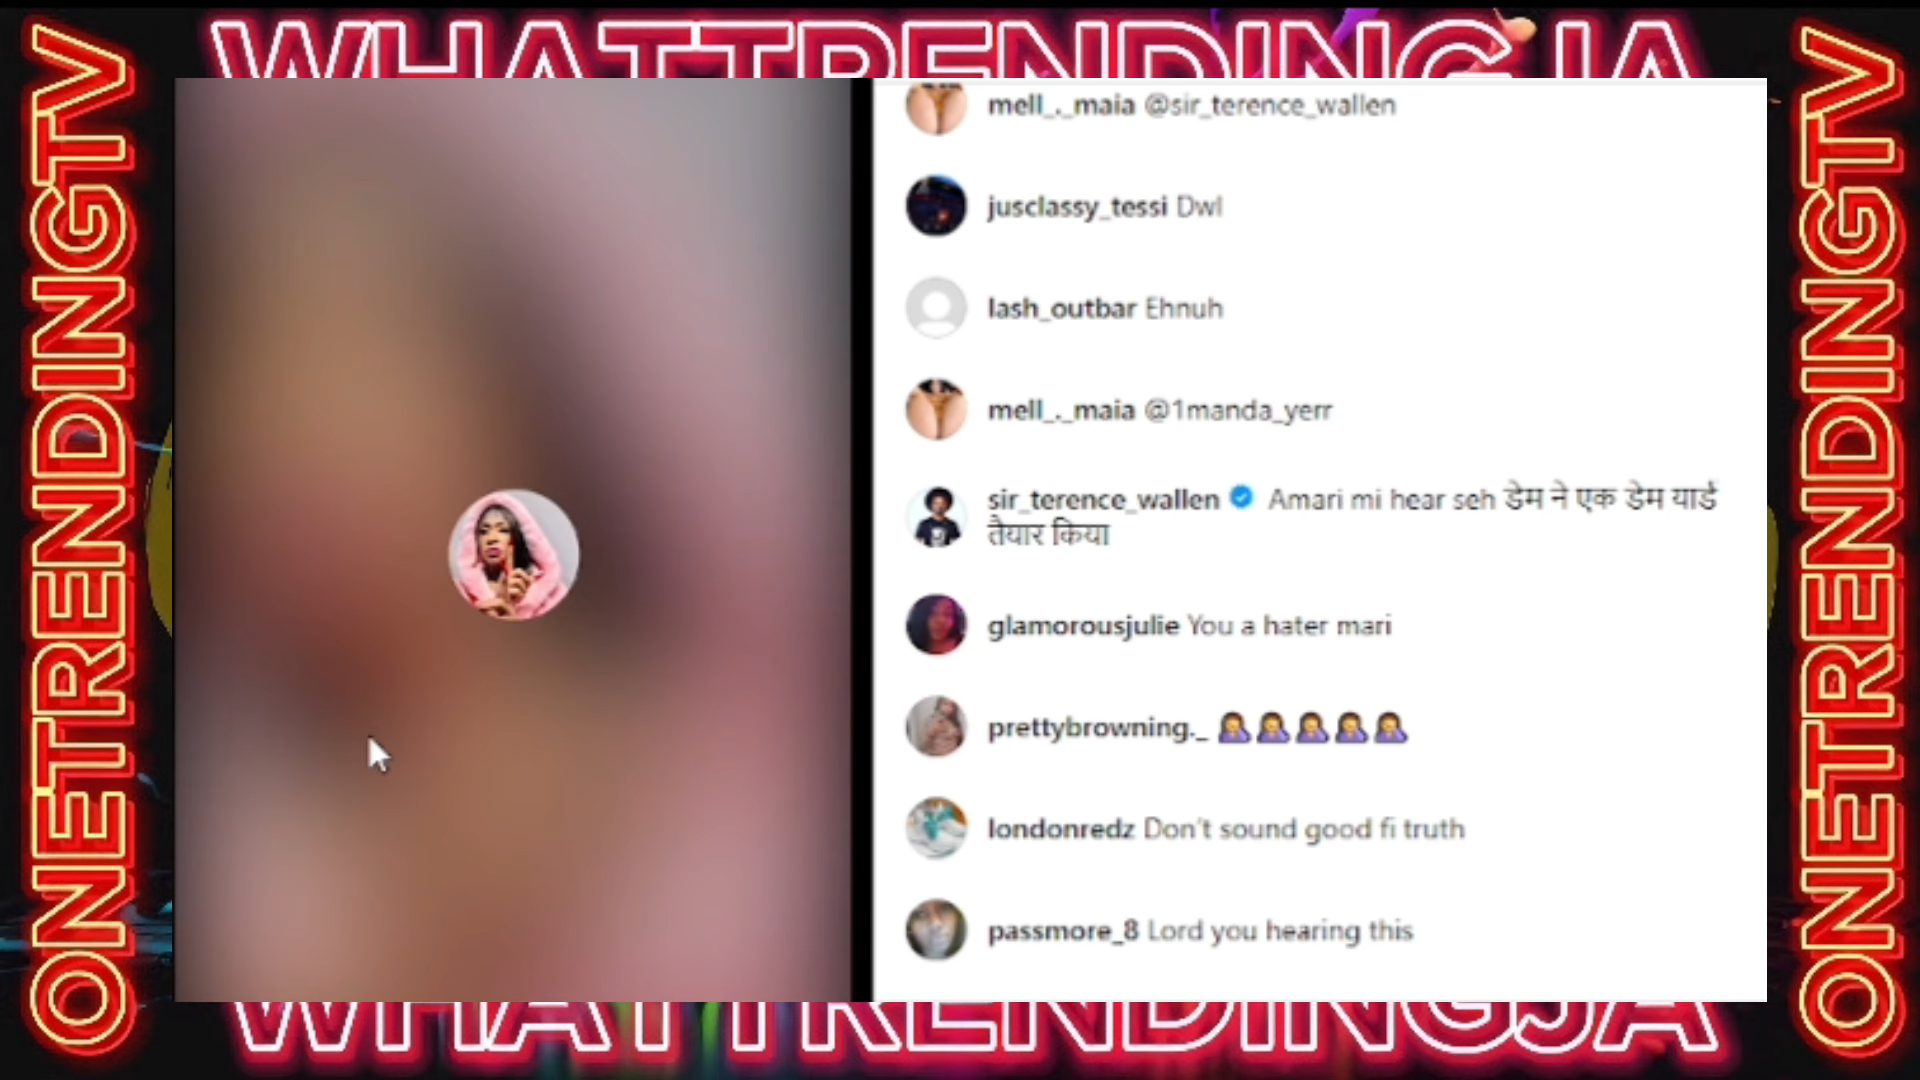 WHATTRENDINGJA
ONETRENDINGTV
ONETRENDINGTV
mell_._maia @sir_terence_wallen
jusclassy_tessi Dwl
lash_outbar Ehnuh
mell_._maia @1manda_yerr
sir_terence_wallen Amari mi hear seh डेम ने एक डेम यार्ड
तैयार किया
glamorousjulie You a hater mari
prettybrowning._ 🤦🤦🤦🤦🤦
londonredz Don't sound good fi truth
passmore_8 Lord you hearing this
WHATTRENDINGJA